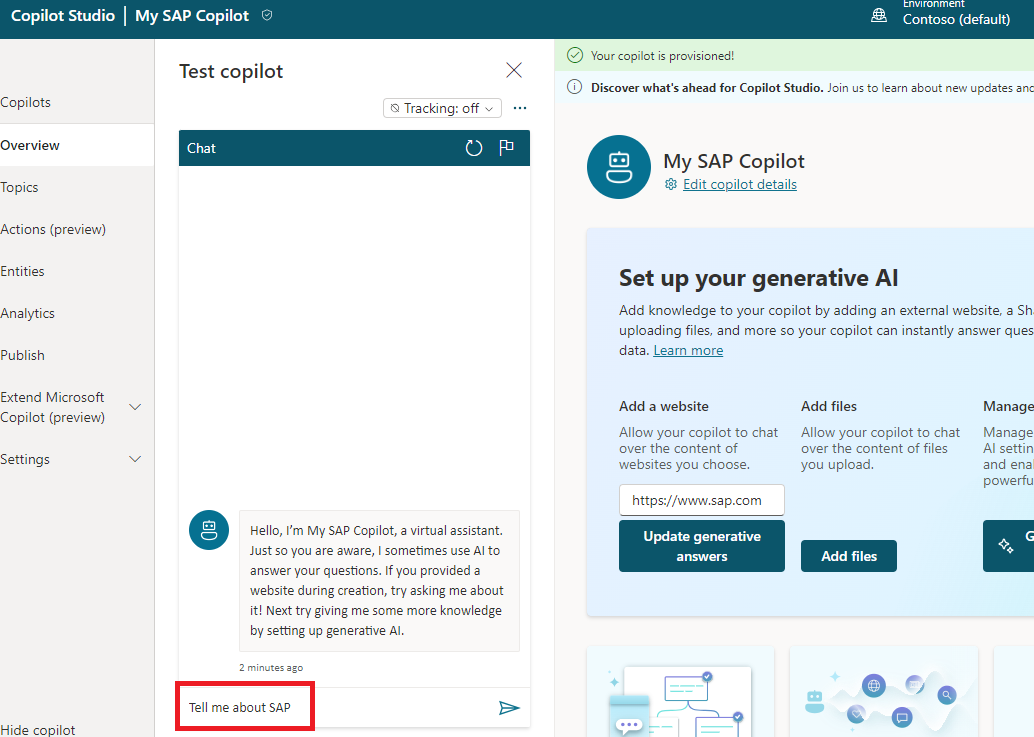 Copilot Studio | My SAP Copilot
Environment
Contoso (default)
Copilots
Overview
Topics
Actions (preview)
Entities
Analytics
Publish
Extend Microsoft
Copilot (preview)
Settings
Hide copilot
Test copilot
Tracking: off
Chat
Hello, I'm My SAP Copilot, a virtual assistant.
Just so you are aware, I sometimes use AI to
answer your questions. If you provided a
website during creation, try asking me about
it! Next try giving me some more knowledge
by setting up generative AI.
2 minutes ago
Tell me about SAP
Your copilot is provisioned!
Discover what's ahead for Copilot Studio. Join us to learn about new updates and
My SAP Copilot
Edit copilot details
Set up your generative AI
Add knowledge to your copilot by adding an external website, a Sh
uploading files, and more so your copilot can instantly answer ques
data. Learn more
Add a website
Allow your copilot to chat
over the content of
websites you choose.
https://www.sap.com
Update generative
answers
Add files
Allow your copilot to chat
over the content of files
you upload.
Add files
Manage
Manage
AI settin
and enal
powerfu
G